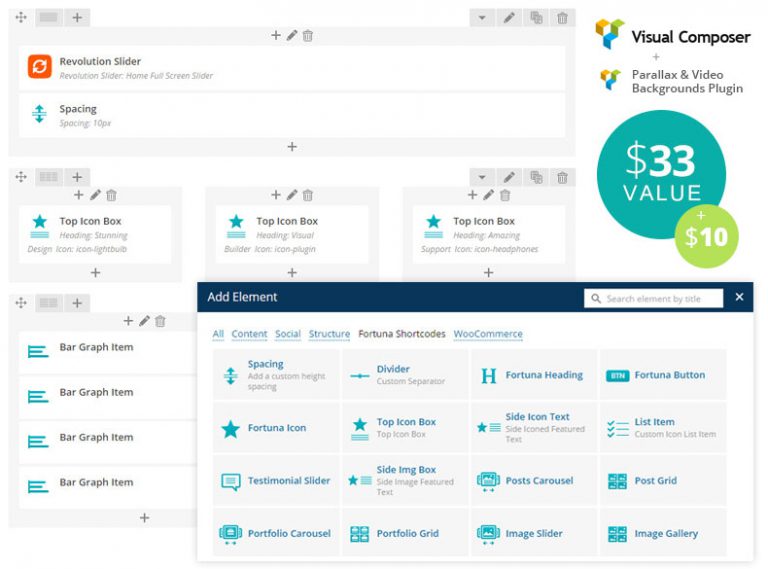 Revolution Slider
Revolution Slider: Home Full Screen Slider
Spacing
Spacing: 10px
Visual Composer
+
Parallax & Video
Backgrounds Plugin
$33
VALUE
+
$10
Top Icon Box
Heading: Stunning
Design Icon: icon-lightbulb
Top Icon Box
Heading: Visual
Builder Icon: icon-plugin
Top Icon Box
Heading: Amazing
Support Icon: icon-headphones
Bar Graph Item
Bar Graph Item
Bar Graph Item
Bar Graph Item
Add Element
Search element by title
All Content Social Structure Fortuna Shortcodes WooCommerce
Spacing
Add a custom height
spacing
Divider
Custom Separator
Fortuna Heading
BTN
Fortuna Button
Fortuna Icon
Top Icon Box
Top Icon Box
Side Icon Text
Side Iconed Featured
Text
List Item
Custom Icon List Item
Testimonial Slider
Side Img Box
Side Image Featured
Text
Posts Carousel
Post Grid
Portfolio Carousel
Portfolio Grid
Image Slider
Image Gallery